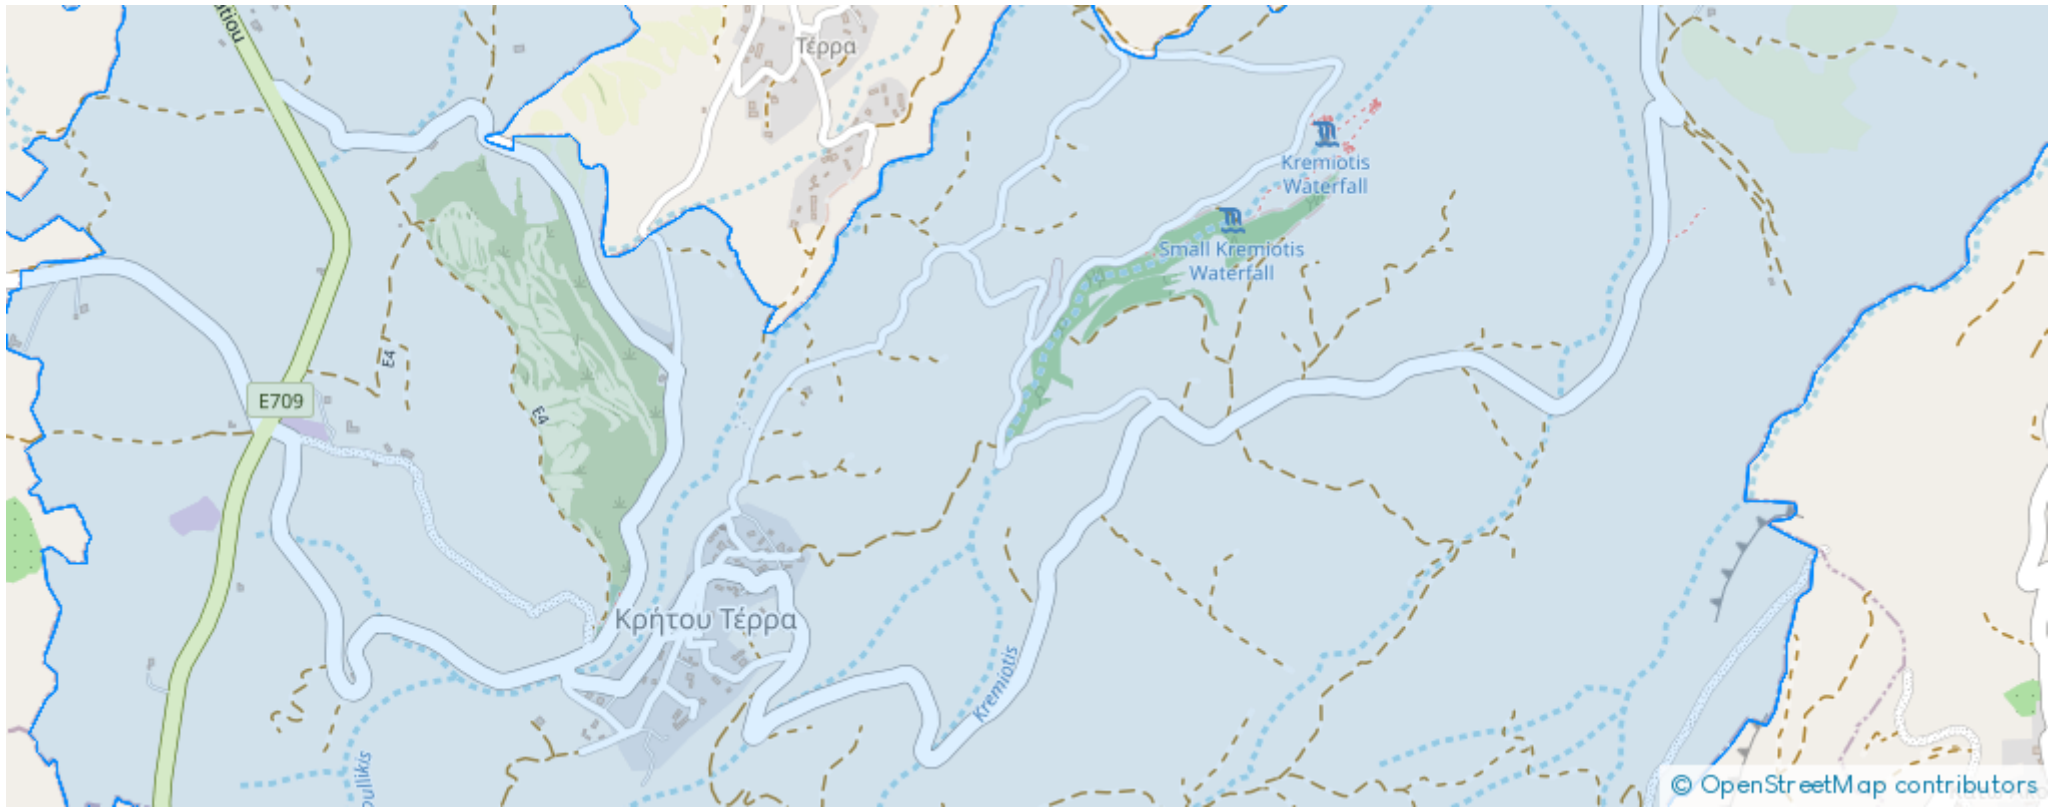 Τέρρα
Kremiotis
Waterfall
Small Kremiotis
Waterfall
E4
E709
E4
Κρήτου Τέρρα
Kremiotis
© OpenStreetMap contributors